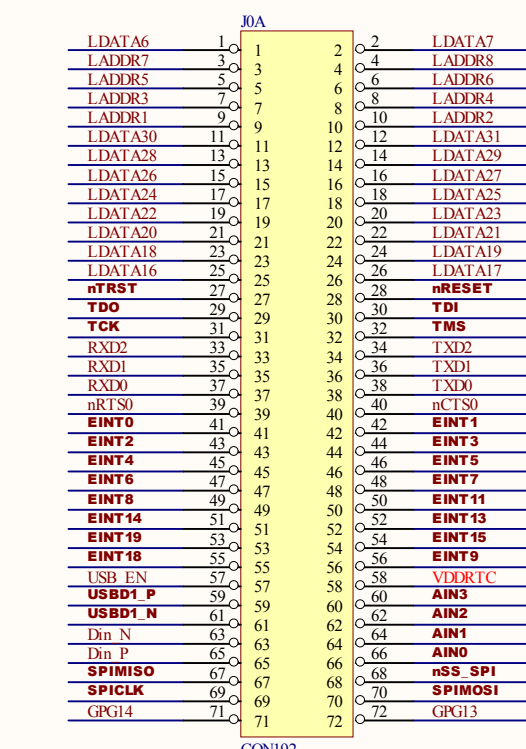 J0A
LDATA6 1 1 2 2 LDATA7
LADDR7 3 3 4 4 LADDR8
LADDR5 5 5 6 6 LADDR6
LADDR3 7 7 8 8 LADDR4
LADDR1 9 9 10 10 LADDR2
LDATA30 11 11 12 12 LDATA31
LDATA28 13 13 14 14 LDATA29
LDATA26 15 15 16 16 LDATA27
LDATA24 17 17 18 18 LDATA25
LDATA22 19 19 20 20 LDATA23
LDATA20 21 21 22 22 LDATA21
LDATA18 23 23 24 24 LDATA19
LDATA16 25 25 26 26 LDATA17
nTRST 27 27 28 28 nRESET
TDO 29 29 30 30 TDI
TCK 31 31 32 32 TMS
RXD2 33 33 34 34 TXD2
RXD1 35 35 36 36 TXD1
RXD0 37 37 38 38 TXD0
nRTS0 39 39 40 40 nCTS0
EINT0 41 41 42 42 EINT1
EINT2 43 43 44 44 EINT3
EINT4 45 45 46 46 EINT5
EINT6 47 47 48 48 EINT7
EINT8 49 49 50 50 EINT11
EINT14 51 51 52 52 EINT13
EINT19 53 53 54 54 EINT15
EINT18 55 55 56 56 EINT9
USB_EN 57 57 58 58 VDDRTC
USBD1_P 59 59 60 60 AIN3
USBD1_N 61 61 62 62 AIN2
Din_N 63 63 64 64 AIN1
Din_P 65 65 66 66 AIN0
SPIMISO 67 67 68 68 nSS_SPI
SPICLK 69 69 70 70 SPIMOSI
GPG14 71 71 72 72 GPG13
CON192